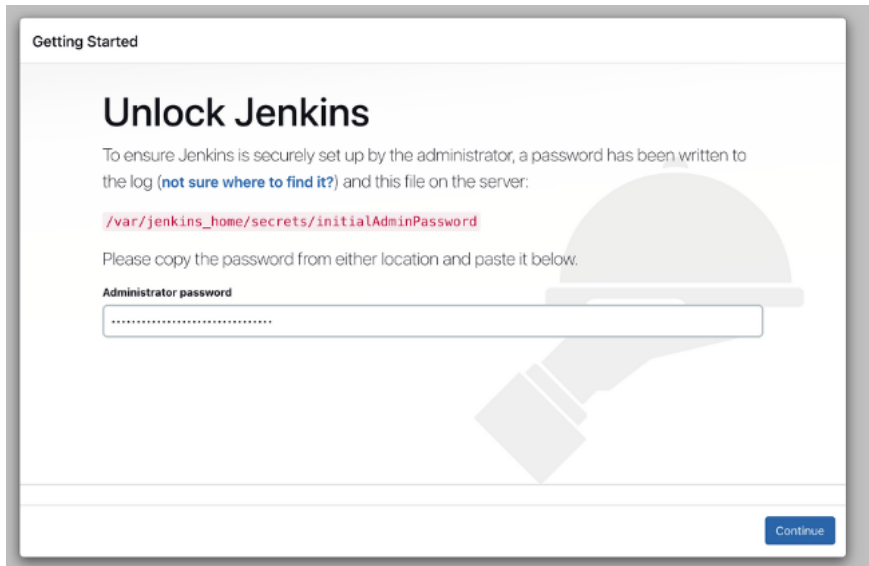 Getting Started
Unlock Jenkins
To ensure Jenkins is securely set up by the administrator, a password has been written to
the log (not sure where to find it?) and this file on the server:
/var/jenkins_home/secrets/initialAdminPassword
Please copy the password from either location and paste it below.
Administrator password
••••••••••••••••••••••••••••••••
Continue